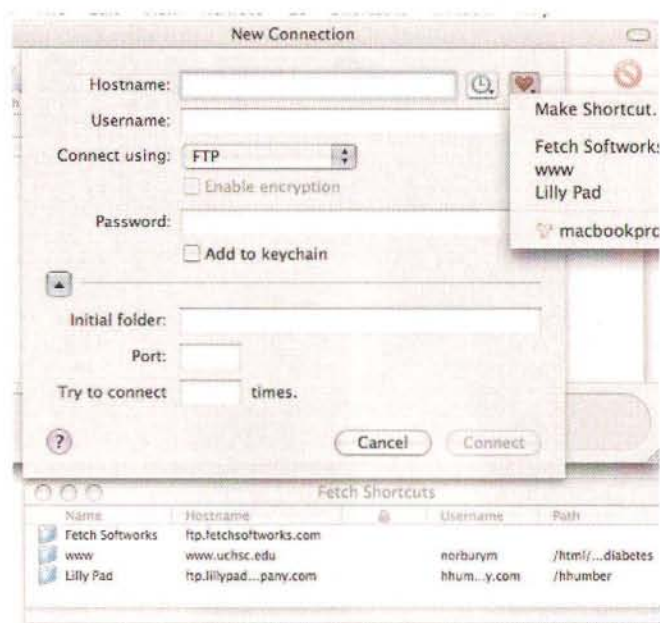 New Connection
Hostname:
Make Shortcut.
Username:
Fetch Softworks
www
Lilly Pad
Connect using: FTP
Enable encryption
macbookpro
Password:
Add to keychain
Initial folder:
Port:
Try to connect times.
? Cancel Connect
Fetch Shortcuts
Name Hostname Username Path
Fetch Softworks ftp.fetchsoftworks.com
www www.uchsc.edu norburym /html/...diabetes
Lilly Pad ftp.lillypad...pany.com hhum...y.com /hhumber